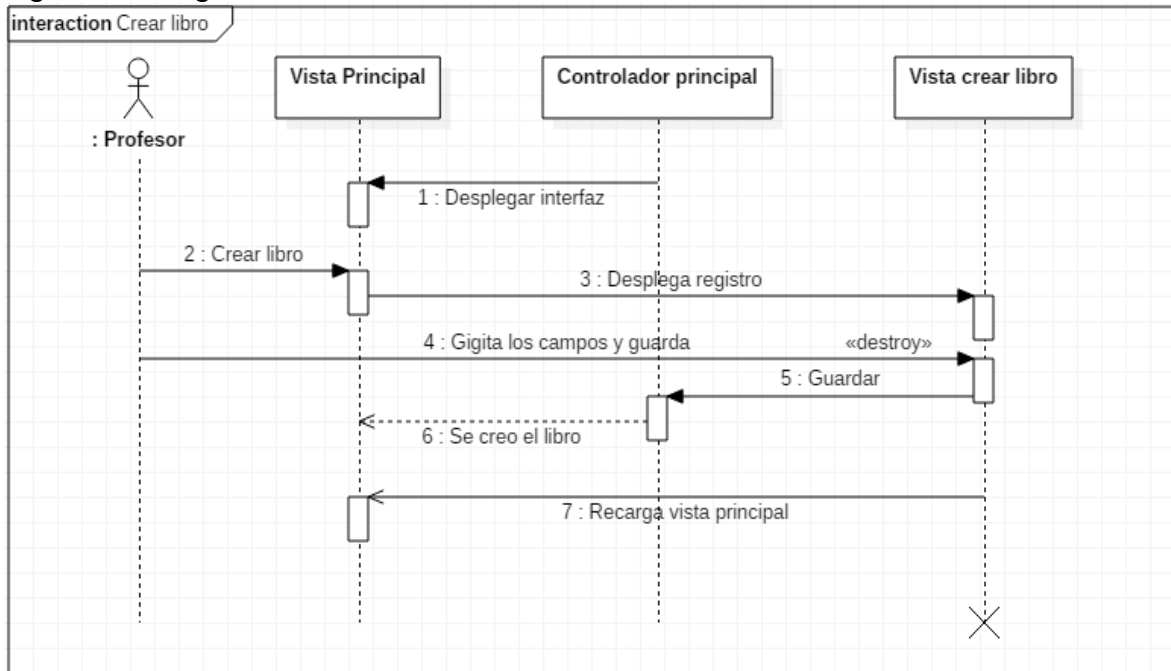 interaction Crear libro
Vista Principal
Controlador principal
Vista crear libro
: Profesor
1 : Desplegar interfaz
2 : Crear libro
3 : Desplega registro
4 : Gigita los campos y guarda
«destroy»
5 : Guardar
6 : Se creo el libro
7 : Recarga vista principal